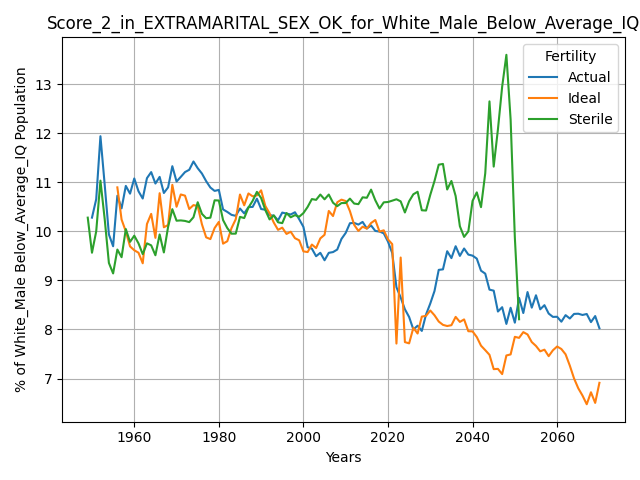 Score_2_in_EXTRAMARITAL_SEX_OK_for_White_Male_Below_Average_IQ
Fertility
Actual
Ideal
Sterile
% of White_Male Below_Average_IQ Population
13
12
11
10
9
8
7
1960 1980 2000 2020 2040 2060
Years